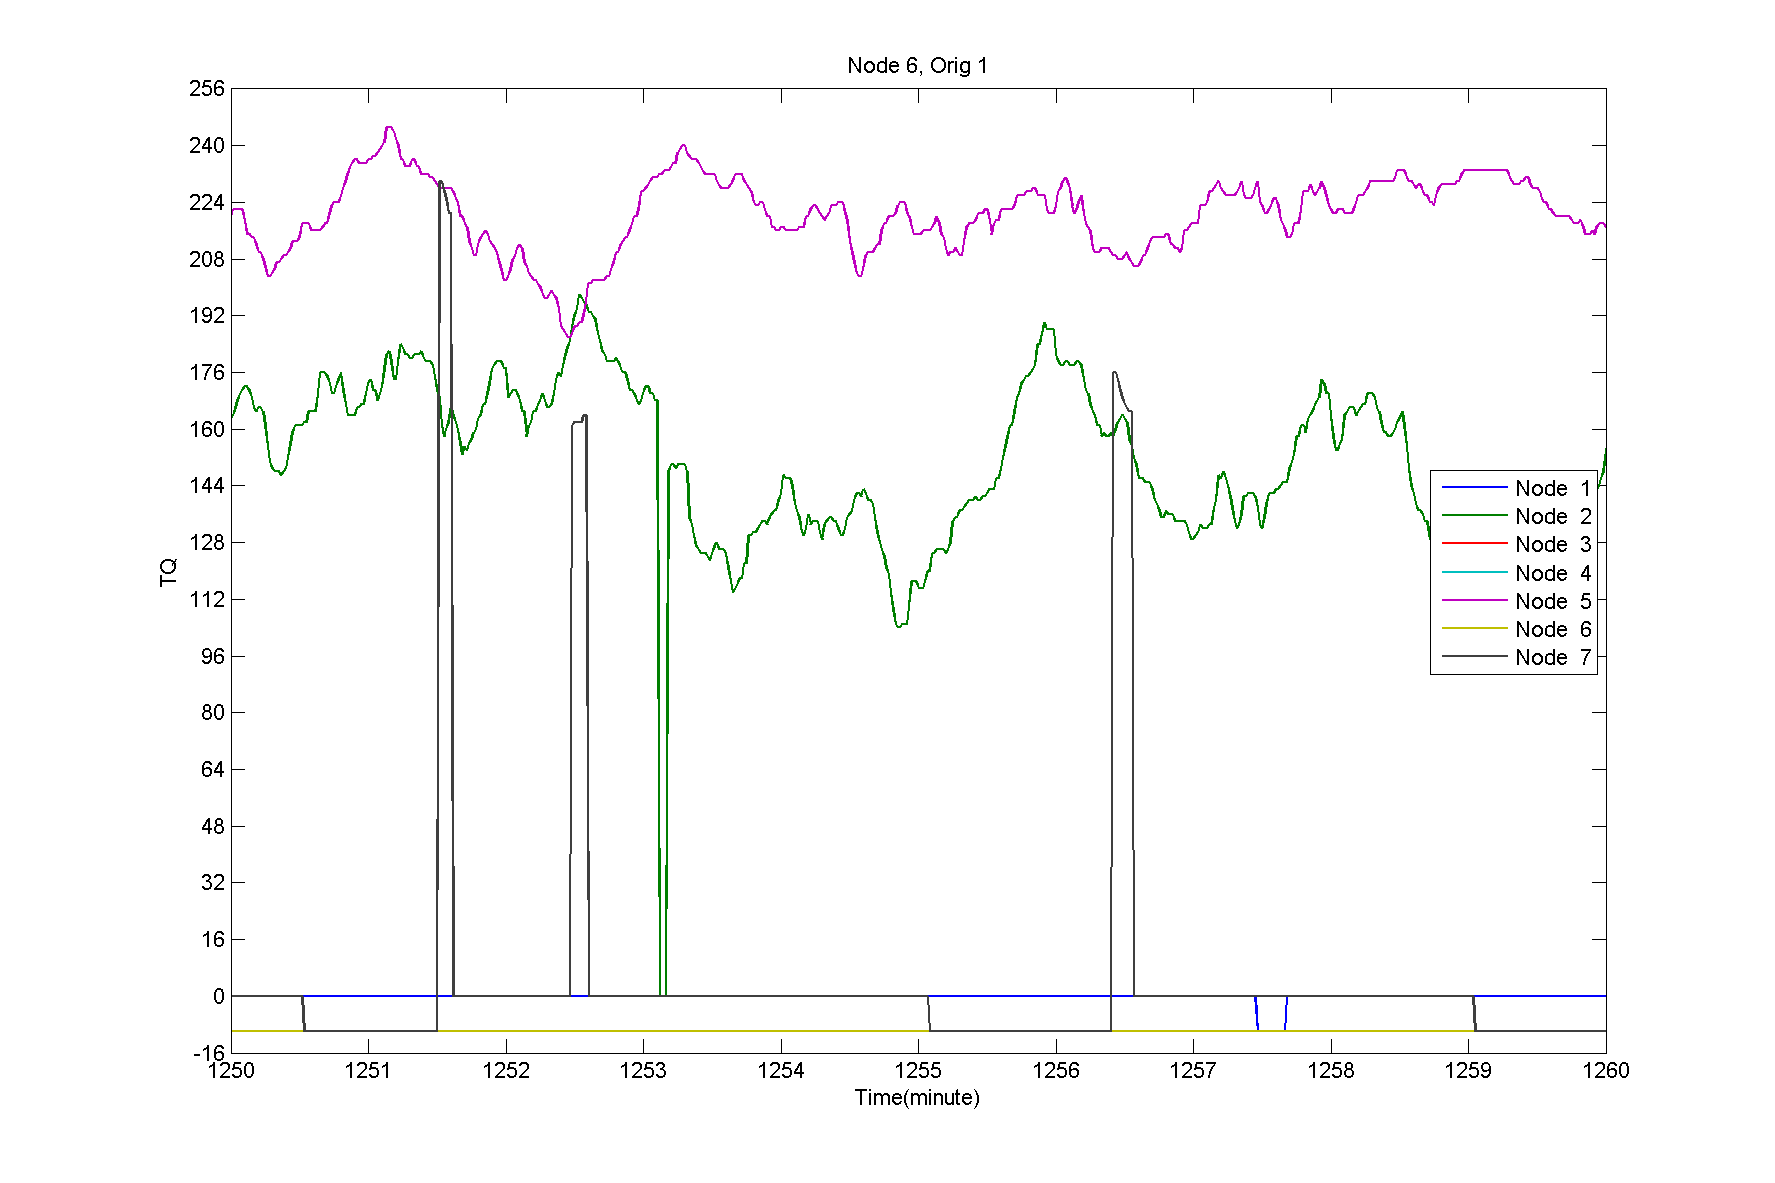 Node 6, Orig 1
256
240
224
208
192
176
160
144
128
112
96
80
64
48
32
16
0
-16
TQ
Node 1
Node 2
Node 3
Node 4
Node 5
Node 6
Node 7
1250 1251 1252 1253 1254 1255 1256 1257 1258 1259 1260
Time(minute)